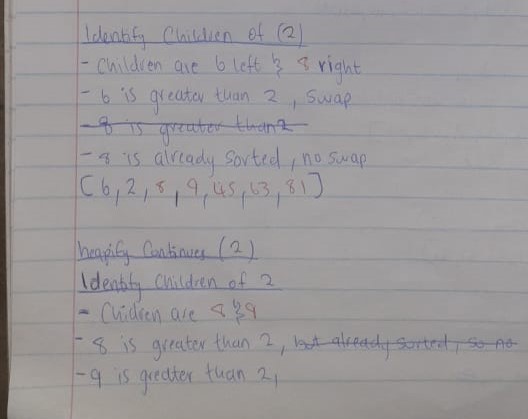 Identify Children of (2)
- Children are 6 left & 8 right
- 6 is greater than 2, swap
- 8 is greater than 2
- 8 is already sorted, no swap
[6, 2, 8, 9, 45, 63, 81]
heapify Continues (2)
Identify Children of 2
- Children are 8 & 9
- 8 is greater than 2, but already sorted, so no
- 9 is greater than 2,